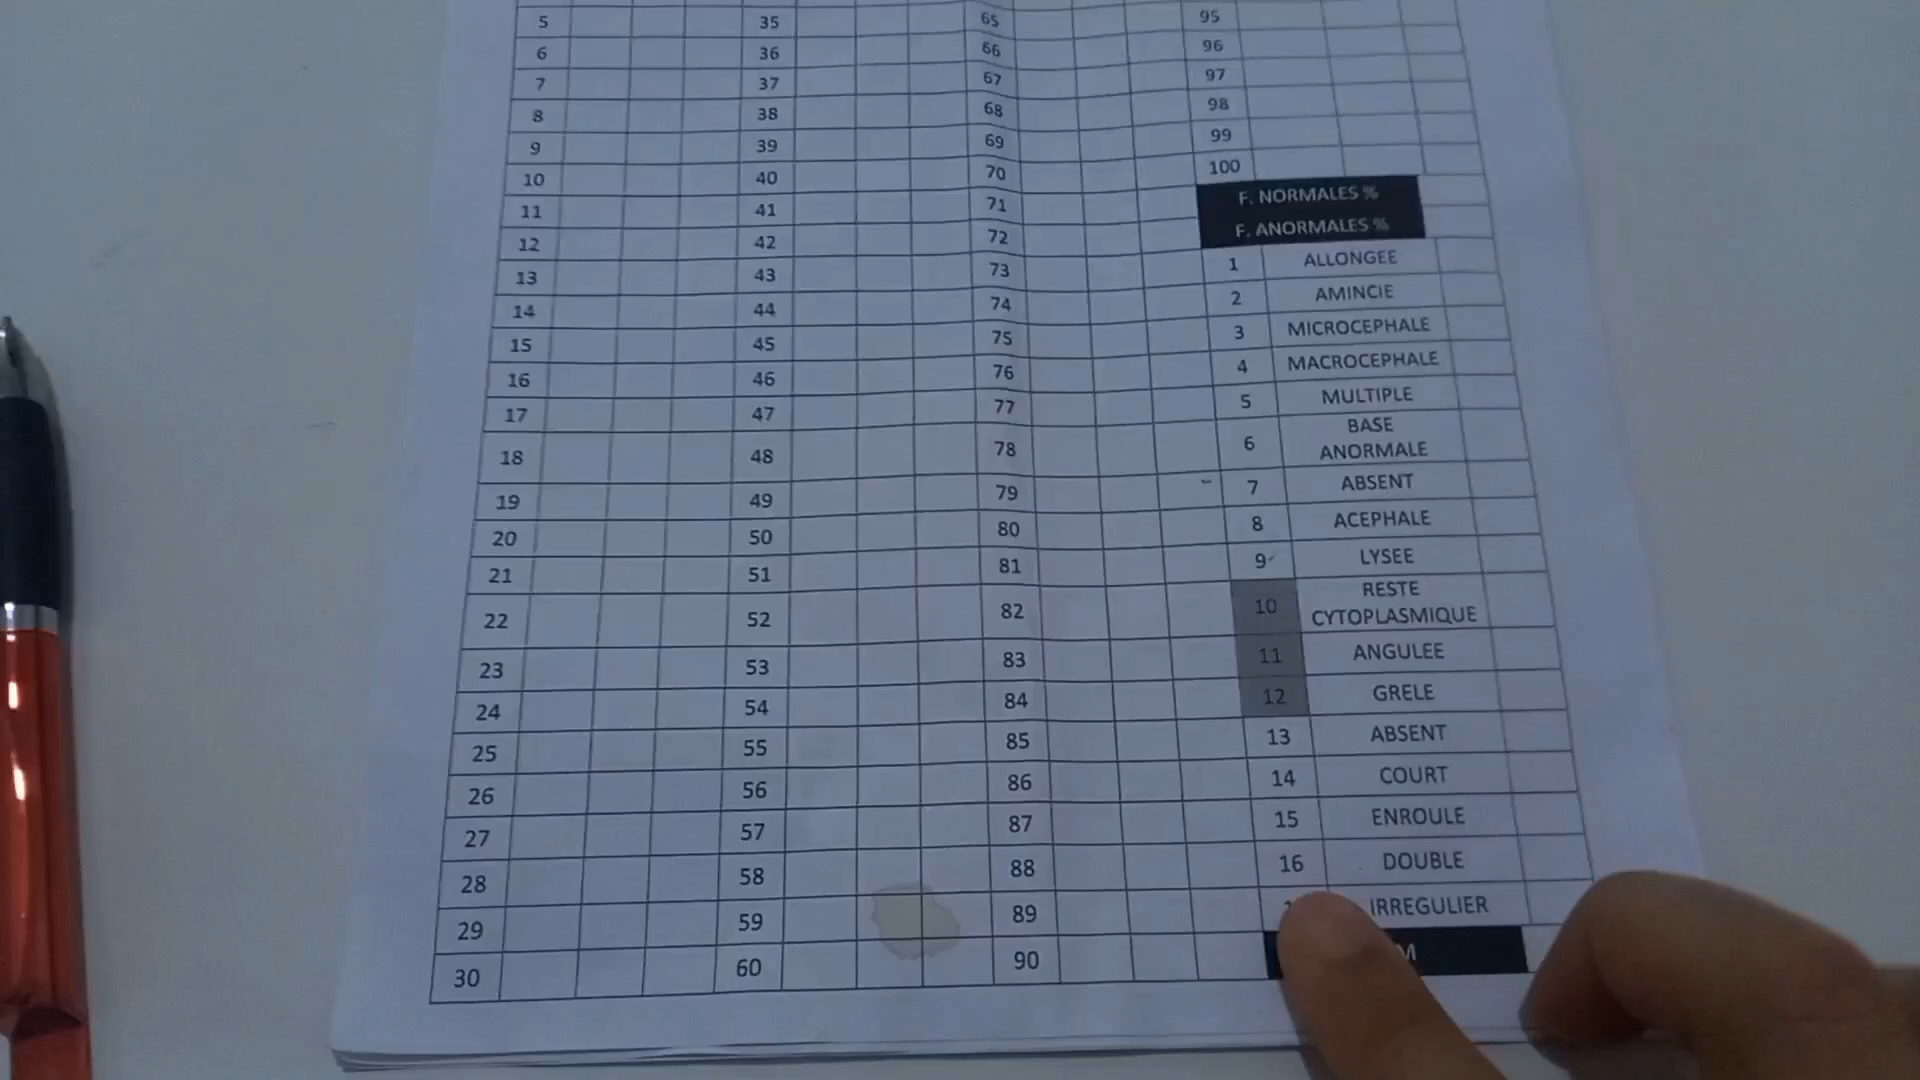 5 35 65 95
6 36 66 96
7 37 67 97
8 38 68 98
9 39 69 99
10 40 70 100
11 41 71 F. NORMALES %
12 42 72 F. ANORMALES %
13 43 73 1 ALLONGEE
14 44 74 2 AMINCIE
15 45 75 3 MICROCEPHALE
16 46 76 4 MACROCEPHALE
17 47 77 5 MULTIPLE
18 48 78 6 BASE
ANORMALE
19 49 79 7 ABSENT
20 50 80 8 ACEPHALE
21 51 81 9 LYSEE
22 52 82 10 RESTE
CYTOPLASMIQUE
23 53 83 11 ANGULEE
24 54 84 12 GRELE
25 55 85 13 ABSENT
26 56 86 14 COURT
27 57 87 15 ENROULE
28 58 88 16 DOUBLE
29 59 89 IRREGULIER
30 60 90